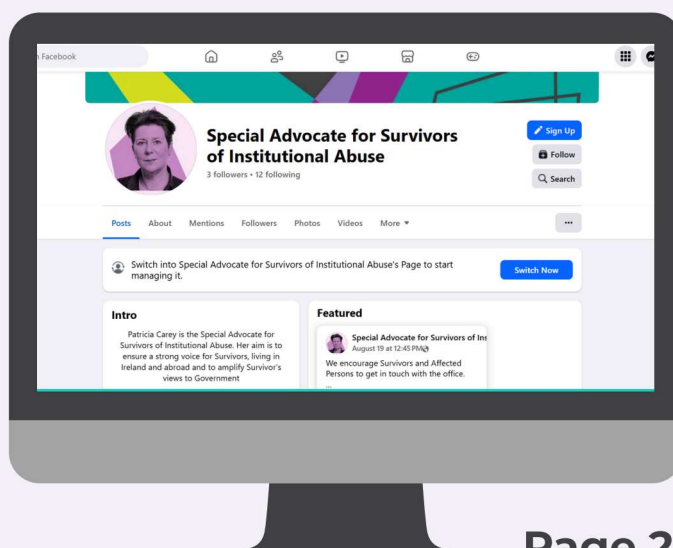 Facebook
Special Advocate for Survivors
of Institutional Abuse
3 followers • 12 following
Sign Up
Follow
Search
Posts About Mentions Followers Photos Videos More
Switch into Special Advocate for Survivors of Institutional Abuse's Page to start
managing it.
Switch Now
Intro
Patricia Carey is the Special Advocate for
Survivors of Institutional Abuse. Her aim is to
ensure a strong voice for Survivors, living in
Ireland and abroad and to amplify Survivor's
views to Government
Featured
Special Advocate for Survivors of Ins
August 19 at 12:45 PM
We encourage Survivors and Affected
Persons to get in touch with the office.
...
Page 2